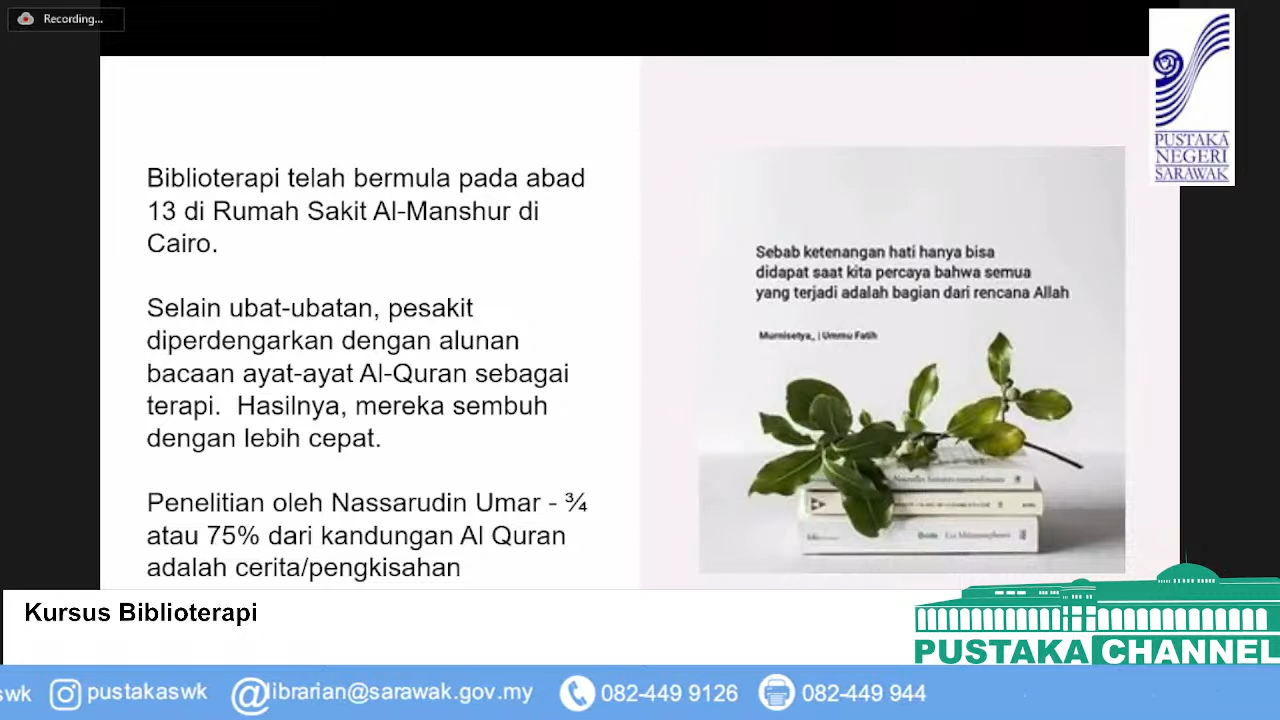 Recording...
PUSTAKA
NEGERI
SARAWAK
Biblioterapi telah bermula pada abad
13 di Rumah Sakit Al-Manshur di
Cairo.
Selain ubat-ubatan, pesakit
diperdengarkan dengan alunan
bacaan ayat-ayat Al-Quran sebagai
terapi. Hasilnya, mereka sembuh
dengan lebih cepat.
Penelitian oleh Nassarudin Umar - ¾
atau 75% dari kandungan Al Quran
adalah cerita/pengkisahan
Sebab ketenangan hati hanya bisa
didapat saat kita percaya bahwa semua
yang terjadi adalah bagian dari rencana Allah
Murnisetya_ | Ummu Fatih
Kursus Biblioterapi
PUSTAKA CHANNEL
swk pustakaswk @librarian@sarawak.gov.my 082-449 9126 082-449 944